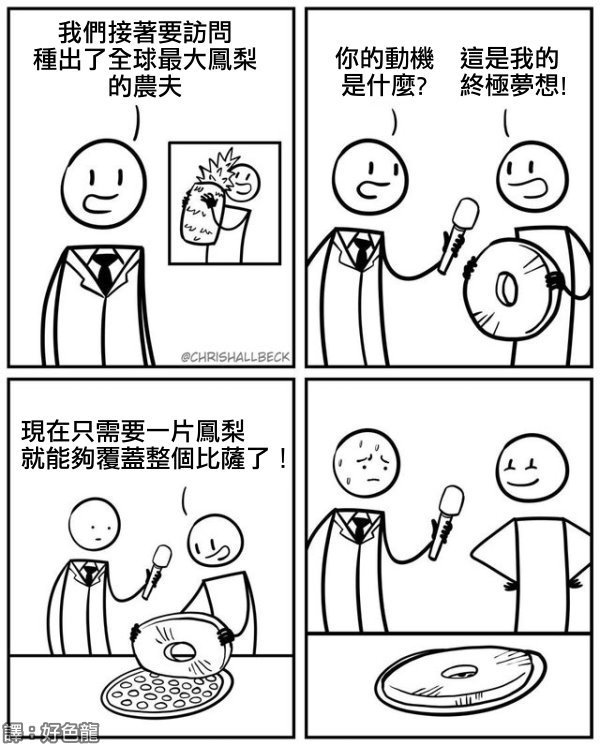 我們接著要訪問
種出了全球最大鳳梨
的農夫
@CHRISHALLBECK
你的動機
是什麼?
這是我的
終極夢想!
現在只需要一片鳳梨
就能夠覆蓋整個比薩了！
譯：好色龍